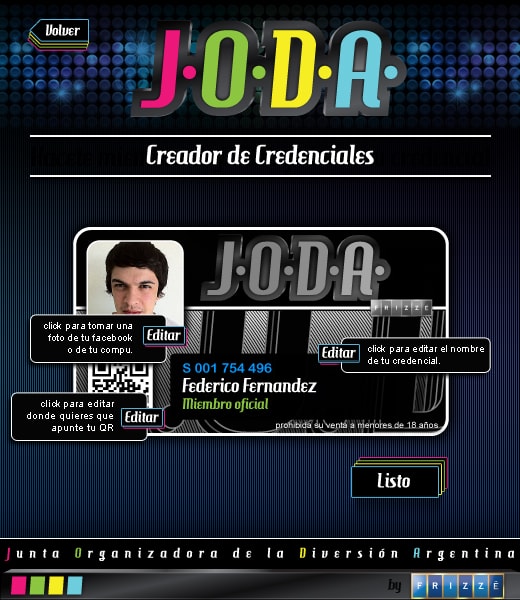 Volver
J·O·D·A·
Creador de Credenciales
J·O·D·A·
FRIZZÉ
click para tomar una
foto de tu facebook
o de tu compu.
Editar
Editar
click para editar el nombre
de tu credencial.
S 001 754 496
Federico Fernandez
Miembro oficial
click para editar
donde quieres que
apunte tu QR
Editar
prohibida su venta a menores de 18 años
Listo
Junta Organizadora de la Diversión Argentina
by FRIZZÉ